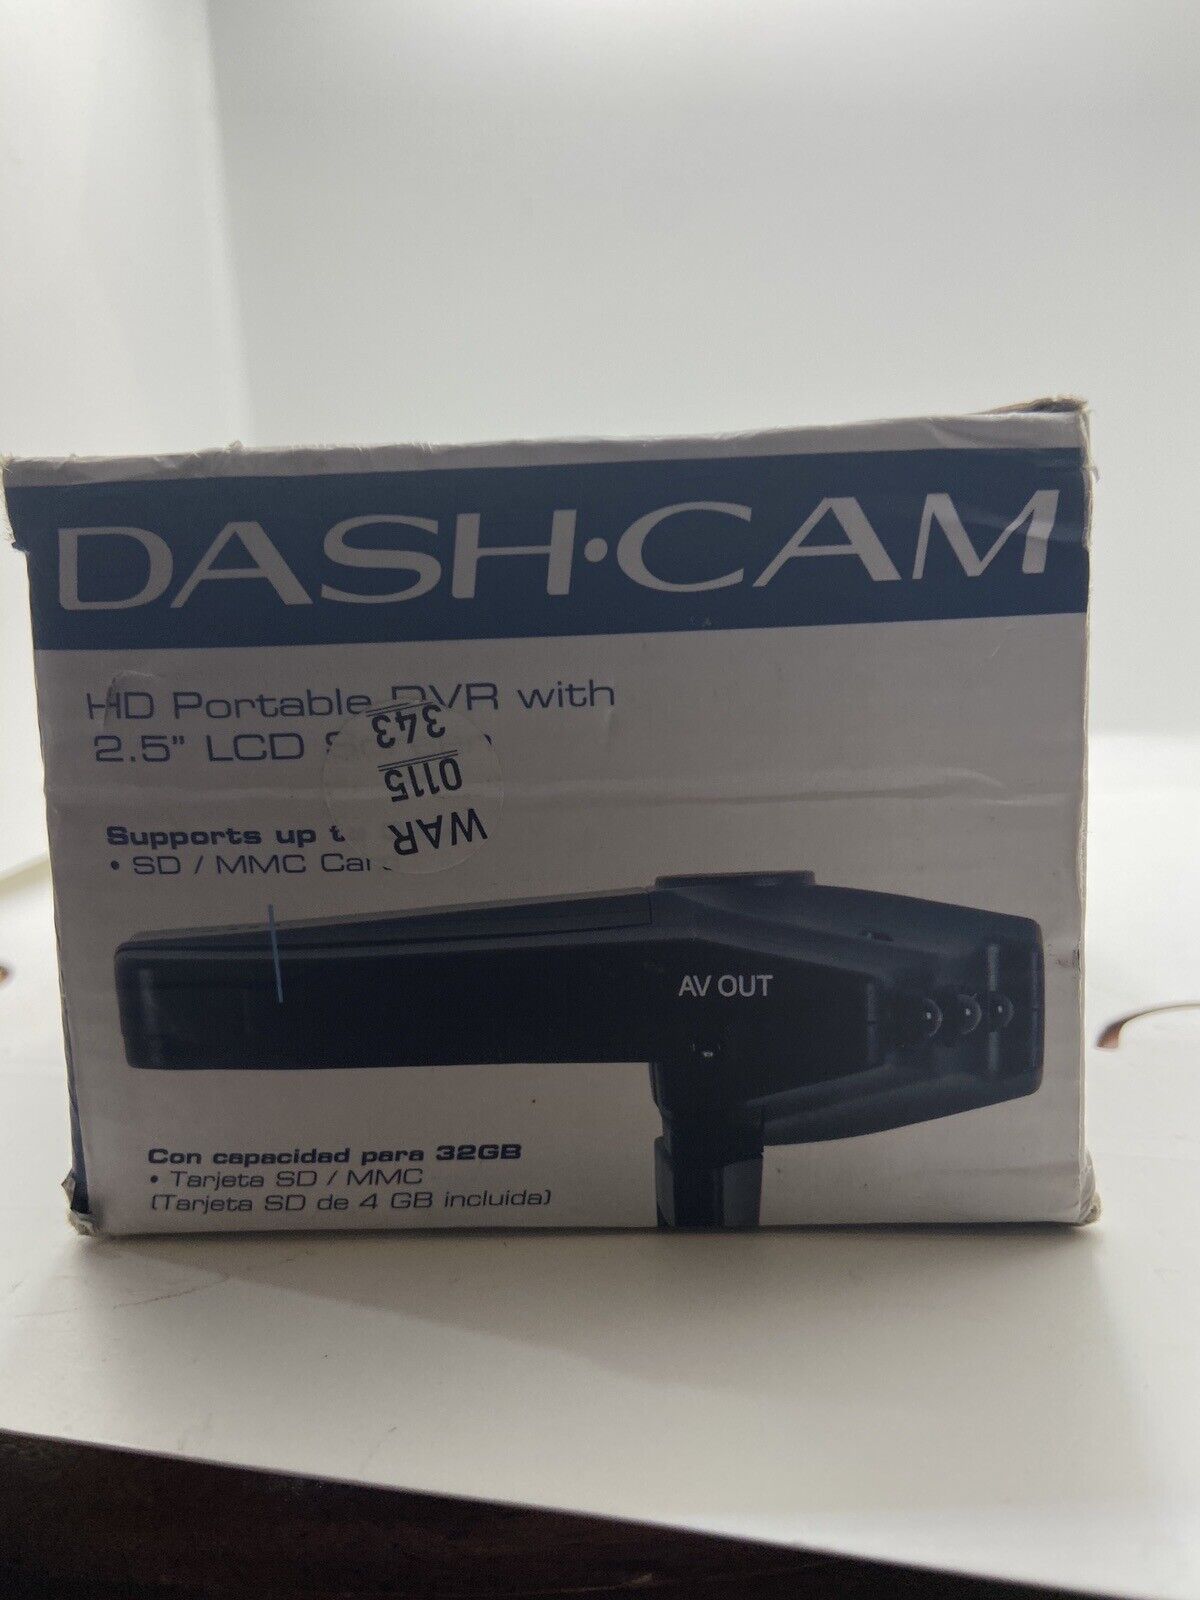 DASH·CAM
HD Portable DVR with
2.5" LCD
343
0115
WAR
Supports up
• SD / MMC
AV OUT
Con capacidad para 32GB
• Tarjeta SD / MMC
(Tarjeta SD de 4 GB incluida)